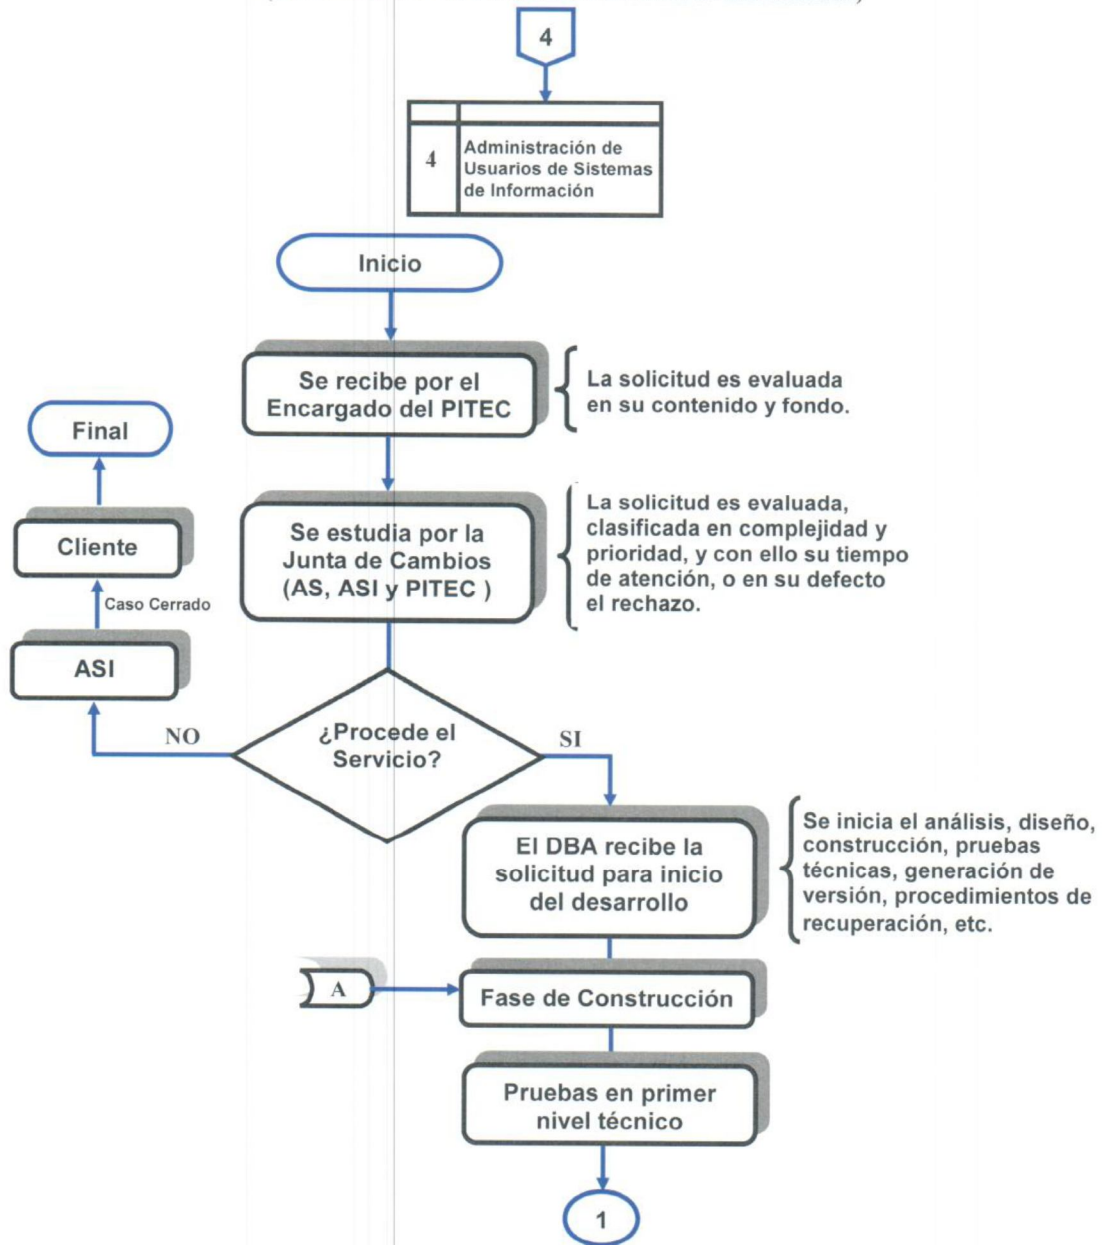 4
4
Administración de
Usuarios de Sistemas
de Información
Inicio
Se recibe por el
Encargado del PITEC
La solicitud es evaluada
en su contenido y fondo.
Final
Cliente
Caso Cerrado
ASI
Se estudia por la
Junta de Cambios
(AS, ASI y PITEC )
La solicitud es evaluada,
clasificada en complejidad y
prioridad, y con ello su tiempo
de atención, o en su defecto
el rechazo.
NO
¿Procede el
Servicio?
SI
El DBA recibe la
solicitud para inicio
del desarrollo
Se inicia el análisis, diseño,
construcción, pruebas
técnicas, generación de
versión, procedimientos de
recuperación, etc.
A
Fase de Construcción
Pruebas en primer
nivel técnico
1